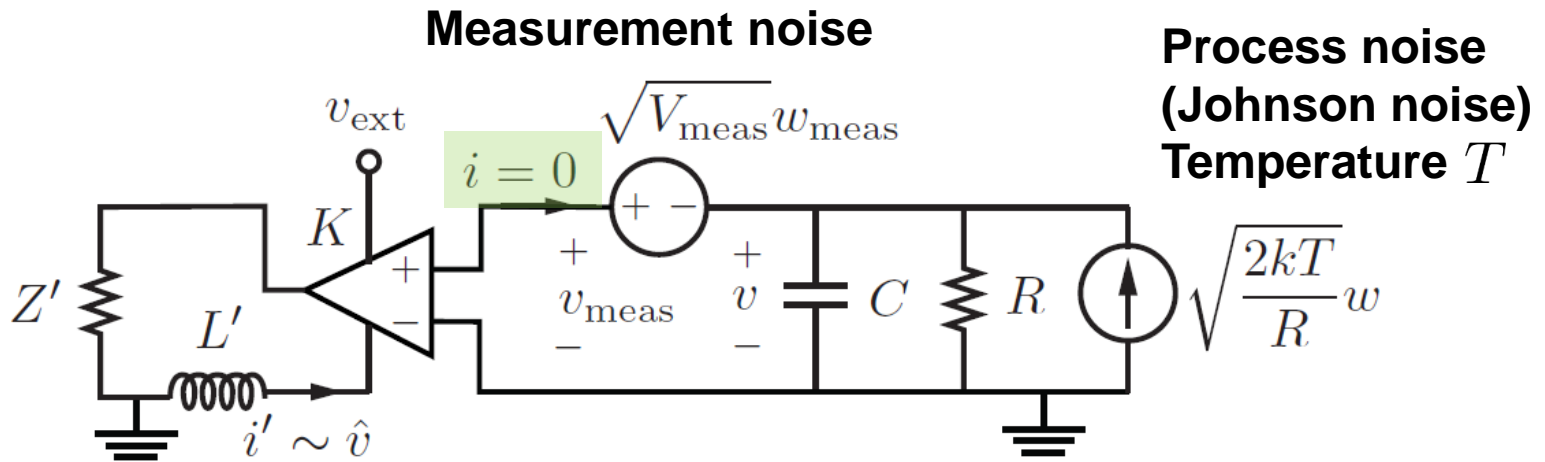 Measurement noise
Process noise
(Johnson noise)
Temperature T
v_ext
√V_meas w_meas
i = 0
K
+ −
+
−
+
v_meas
−
+
v
−
C
R
√(2kT/R) w
Z′
L′
i′ ∼ v̂